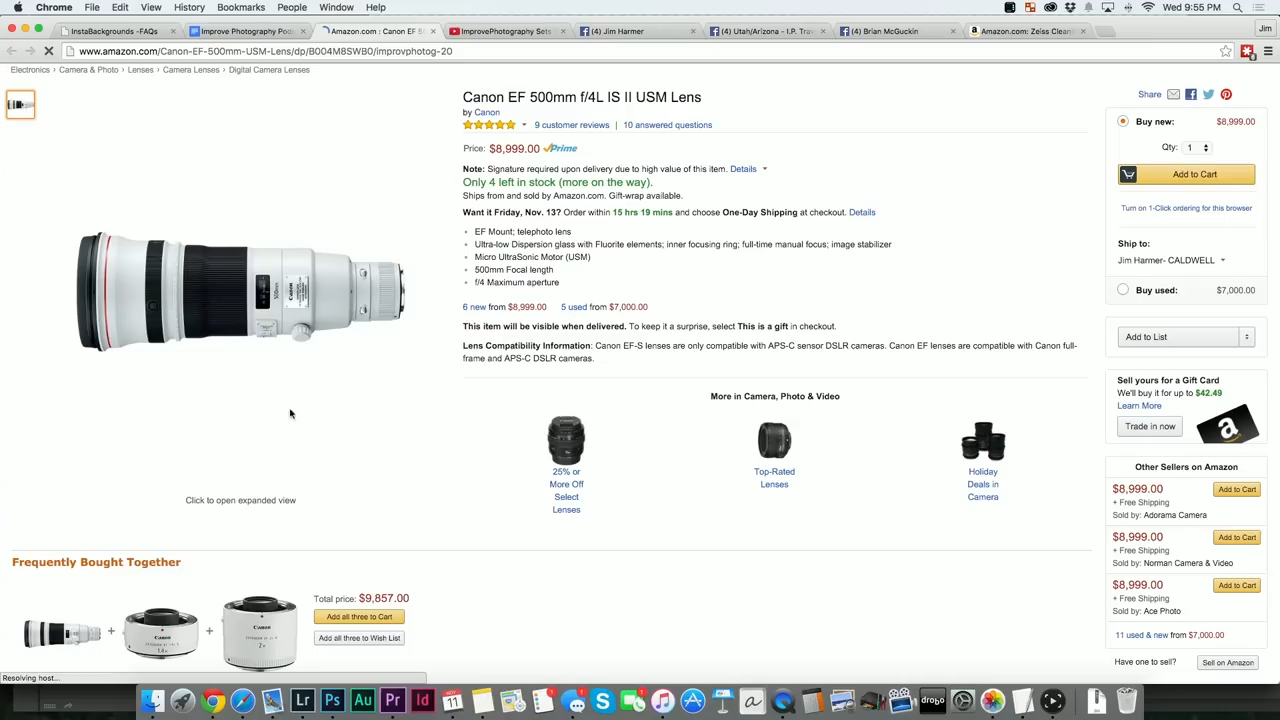 Chrome File Edit View History Bookmarks People Window Help
Wed 9:55 PM
InstaBackgrounds -FAQs
Improve Photography Pod
Amazon.com : Canon EF 5
ImprovePhotography Sets
(4) Jim Harmer
(4) Utah/Arizona - I.P. Tra
(4) Brian McGuckin
Amazon.com: Zeiss Clean
Jim
www.amazon.com/Canon-EF-500mm-USM-Lens/dp/B004M8SWB0/improvphotog-20
Electronics › Camera & Photo › Lenses › Camera Lenses › Digital Camera Lenses
Canon EF 500mm f/4L IS II USM Lens
by Canon
9 customer reviews | 10 answered questions
Price: $8,999.00 Prime
Note: Signature required upon delivery due to high value of this item. Details
Only 4 left in stock (more on the way).
Ships from and sold by Amazon.com. Gift-wrap available.
Want it Friday, Nov. 13? Order within 15 hrs 19 mins and choose One-Day Shipping at checkout. Details
EF Mount; telephoto lens
Ultra-low Dispersion glass with Fluorite elements; inner focusing ring; full-time manual focus; image stabilizer
Micro UltraSonic Motor (USM)
500mm Focal length
f/4 Maximum aperture
6 new from $8,999.00 5 used from $7,000.00
This item will be visible when delivered. To keep it a surprise, select This is a gift in checkout.
Lens Compatibility Information: Canon EF-S lenses are only compatible with APS-C sensor DSLR cameras. Canon EF lenses are compatible with Canon full-
frame and APS-C DSLR cameras.
More in Camera, Photo & Video
25% or
More Off
Select
Lenses
Top-Rated
Lenses
Holiday
Deals in
Camera
Click to open expanded view
Frequently Bought Together
Total price: $9,857.00
Add all three to Cart
Add all three to Wish List
Canon
1.4x
Canon
2x
Canon
Share
Buy new: $8,999.00
Qty: 1
Add to Cart
Turn on 1-Click ordering for this browser
Ship to:
Jim Harmer- CALDWELL
Buy used: $7,000.00
Add to List
Sell yours for a Gift Card
We'll buy it for up to $42.49
Learn More
Trade in now
a
Other Sellers on Amazon
$8,999.00 Add to Cart
+ Free Shipping
Sold by: Adorama Camera
$8,999.00 Add to Cart
+ Free Shipping
Sold by: Norman Camera & Video
$8,999.00 Add to Cart
+ Free Shipping
Sold by: Ace Photo
11 used & new from $7,000.00
Have one to sell? Sell on Amazon
Resolving host...
Lr Ps Au Pr Id
NOV
11
a
drobo